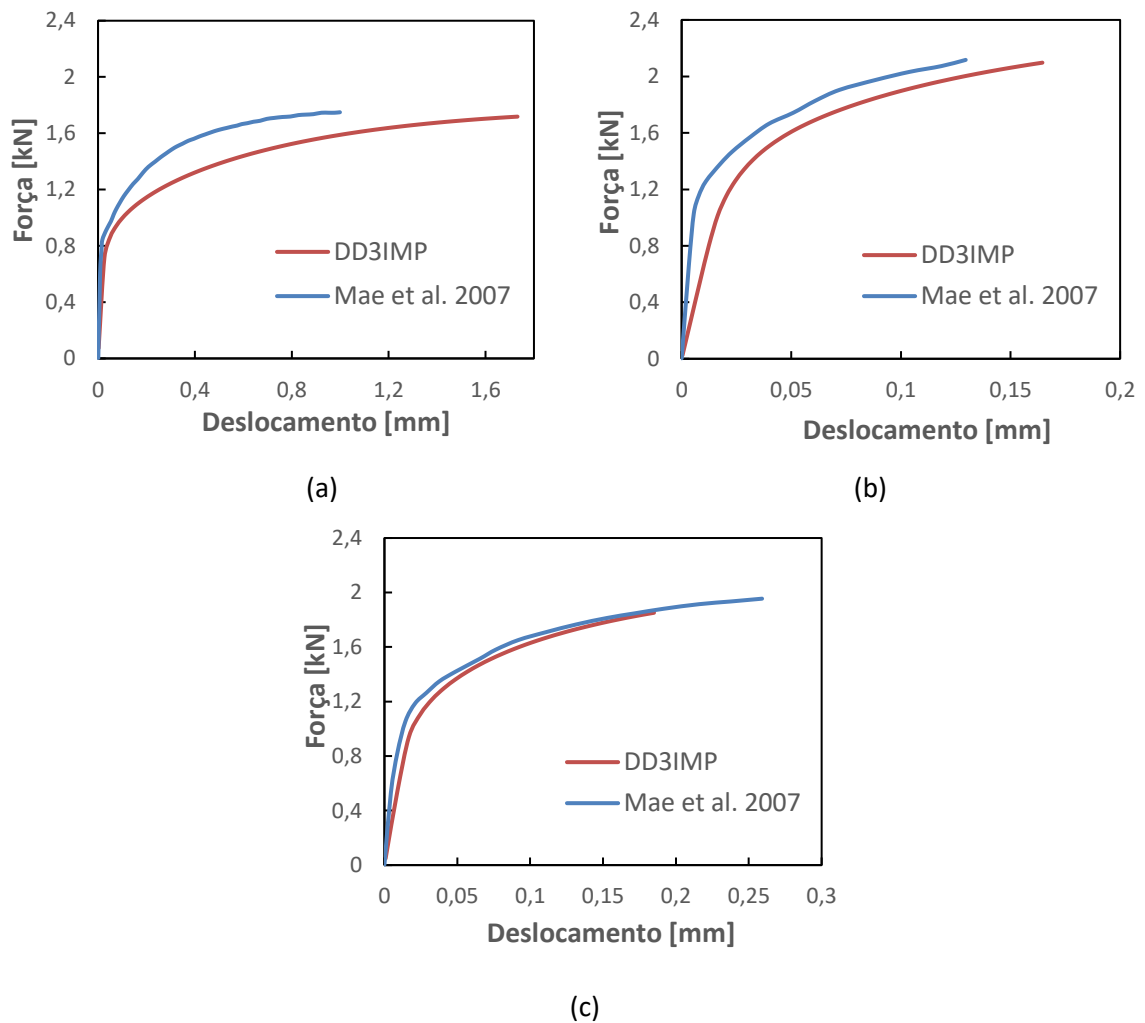 2,4
2
1,6
1,2
0,8
0,4
0
Força [kN]
DD3IMP
Mae et al. 2007
0 0,4 0,8 1,2 1,6
Deslocamento [mm]
(a)
2,4
2
1,6
1,2
0,8
0,4
0
Força [kN]
DD3IMP
Mae et al. 2007
0 0,05 0,1 0,15 0,2
Deslocamento [mm]
(b)
2,4
2
1,6
1,2
0,8
0,4
0
Força [kN]
DD3IMP
Mae et al. 2007
0 0,05 0,1 0,15 0,2 0,25 0,3
Deslocamento [mm]
(c)